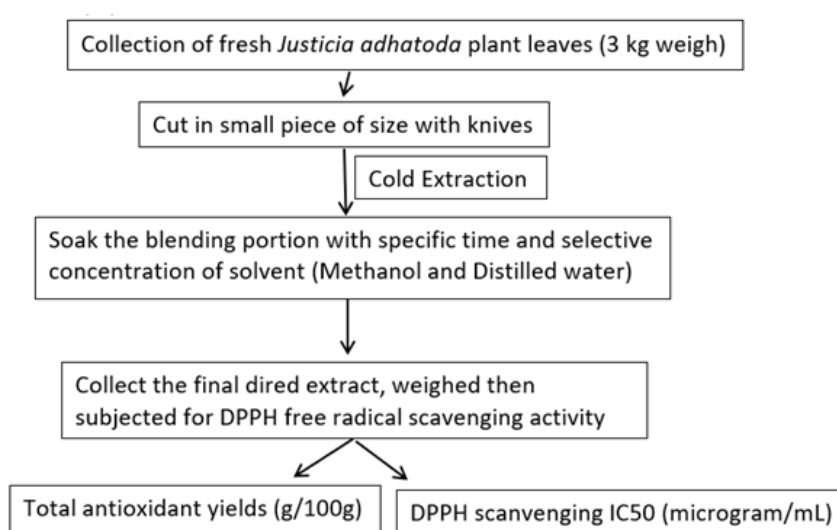 Collection of fresh Justicia adhatoda plant leaves (3 kg weigh)
Cut in small piece of size with knives
Cold Extraction
Soak the blending portion with specific time and selective
concentration of solvent (Methanol and Distilled water)
Collect the final dired extract, weighed then
subjected for DPPH free radical scavenging activity
Total antioxidant yields (g/100g)
DPPH scanvenging IC50 (microgram/mL)